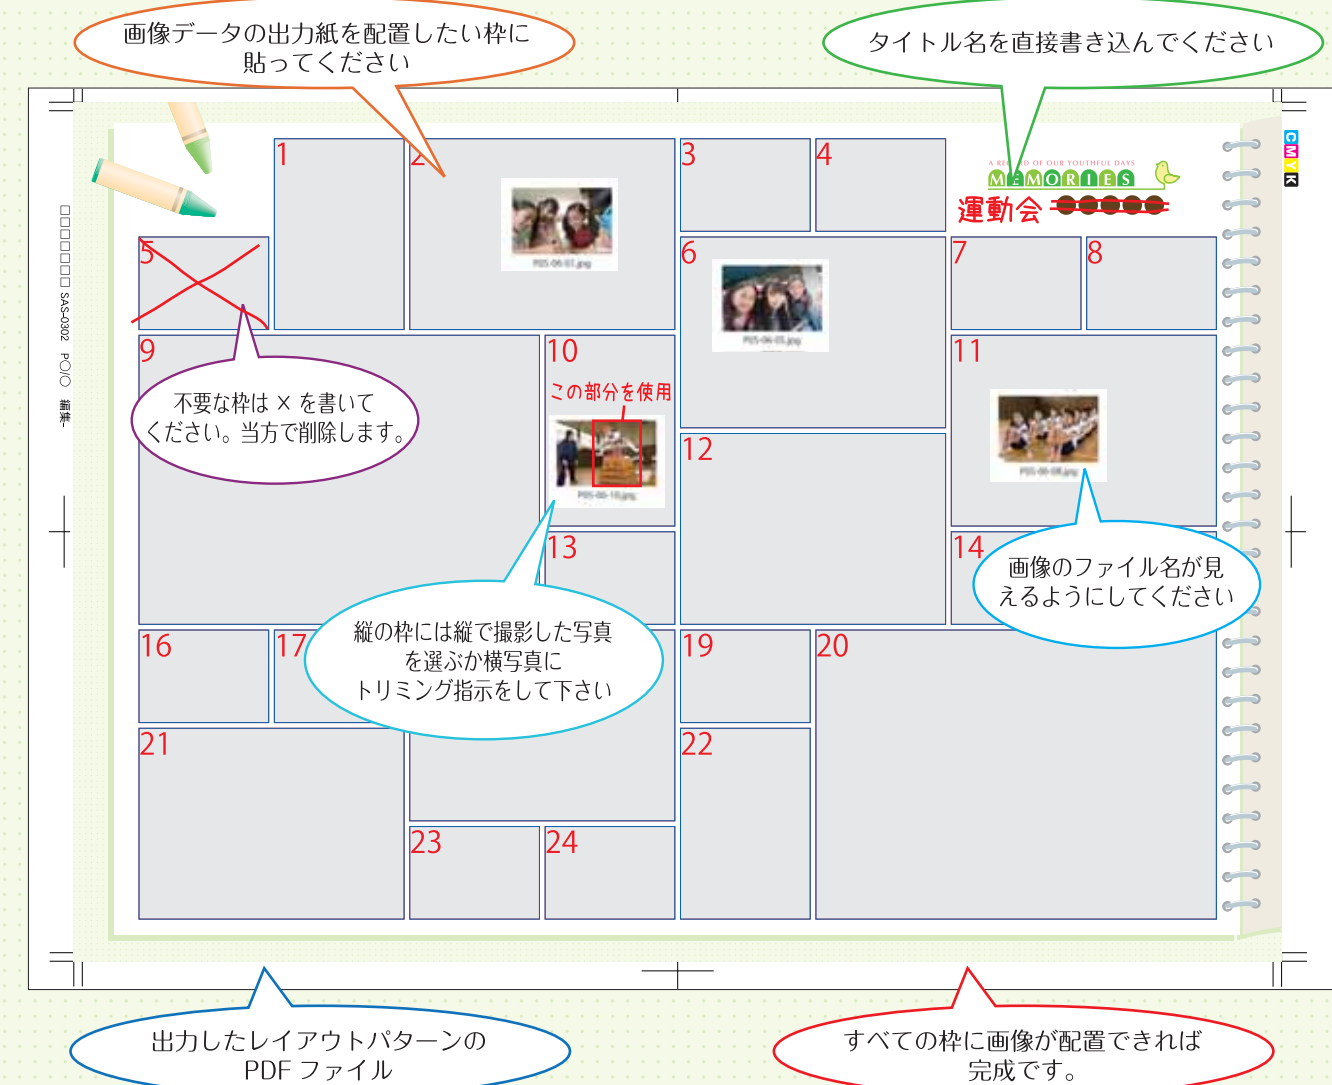 画像データの出力紙を配置したい枠に
貼ってください
タイトル名を直接書き込んでください
C M Y K
1
2
3
4
A RECORD OF OUR YOUTHFUL DAYS
MEMORIES
運動会
□□□□□□□ SAS-0302 P○/○ 編集-
5
6
7
8
P05-06-05.jpg
9
10
11
この部分を使用
不要な枠は × を書いて
ください。当方で削除します。
12
13
14
画像のファイル名が見
えるようにしてください
縦の枠には縦で撮影した写真
を選ぶか横写真に
トリミング指示をして下さい
16
17
19
20
21
22
23
24
出力したレイアウトパターンの
PDF ファイル
すべての枠に画像が配置できれば
完成です。